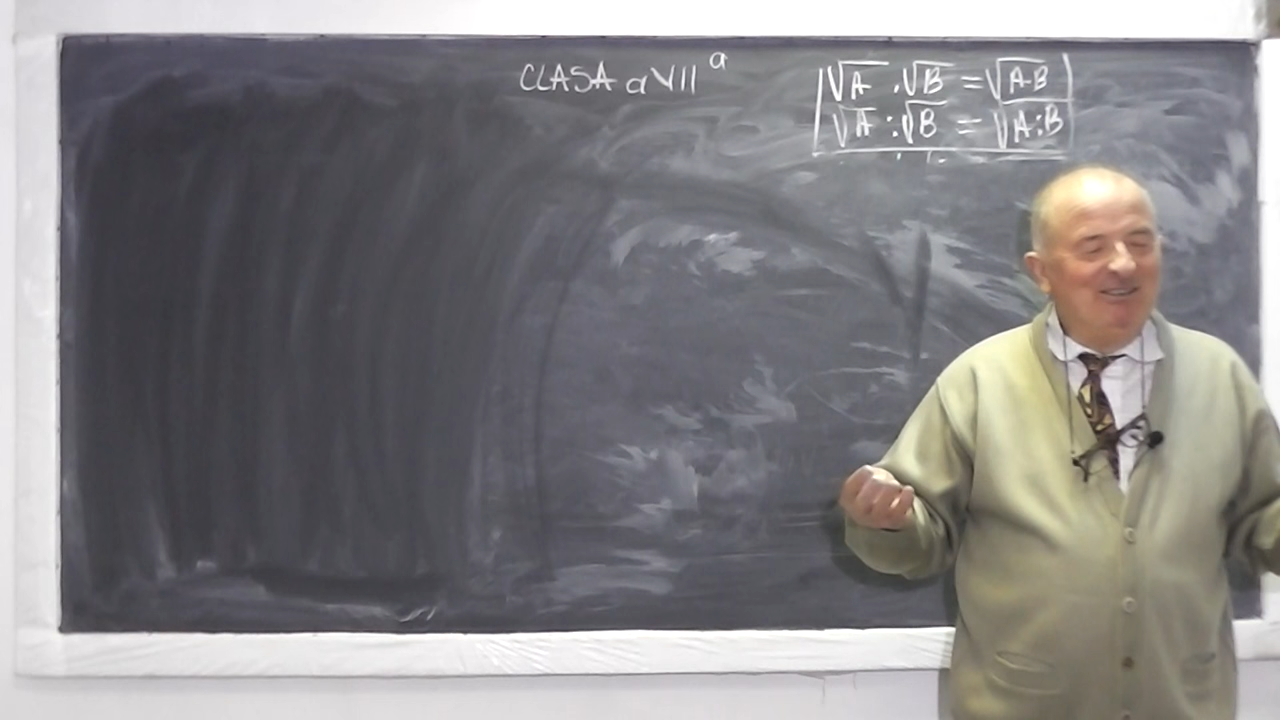 CLASA a VII a
√A · √B = √A·B
√A : √B = √A:B